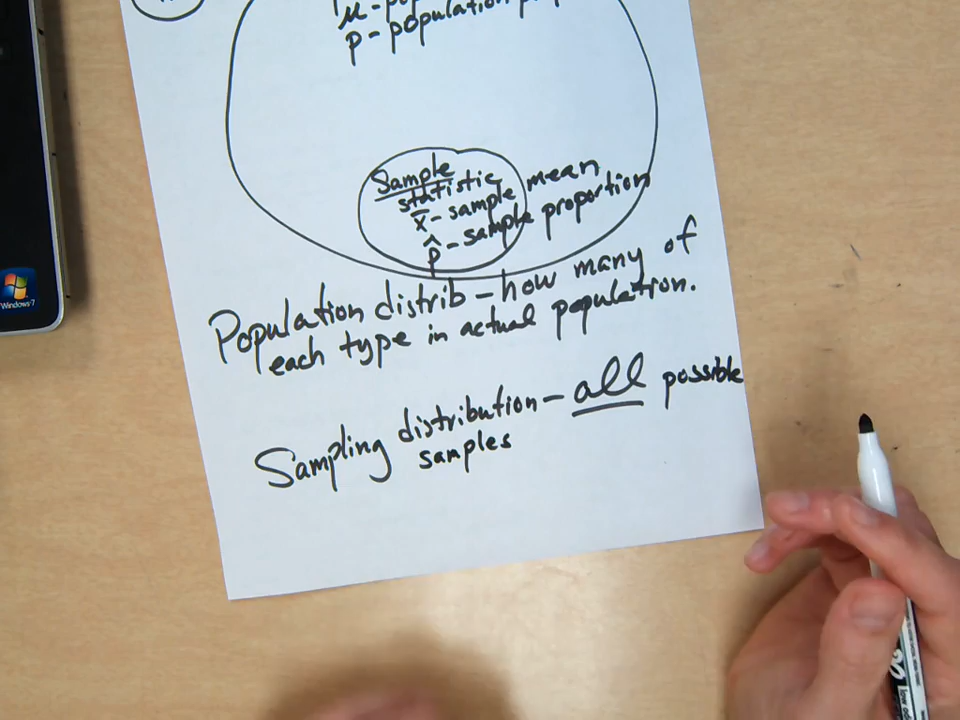 μ-
p-population
Sample
statistic
x̄-sample mean
p̂-sample proportion
Population distrib-how many of
each type in actual population.
Sampling distribution-all possible
samples
Windows 7